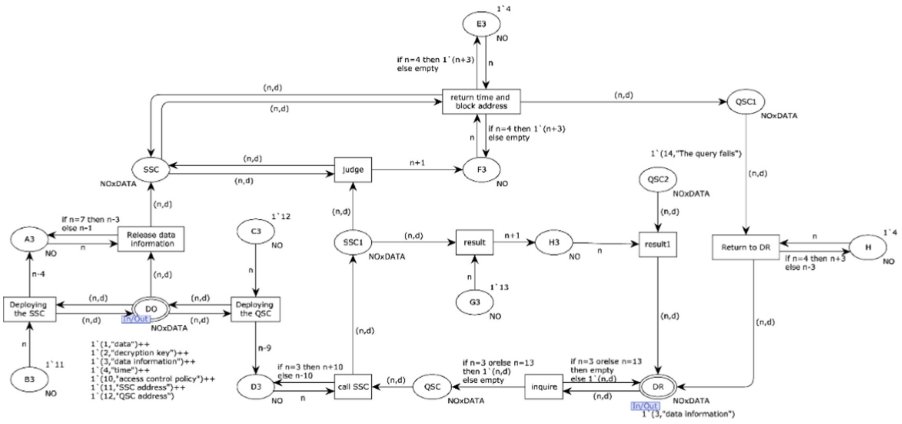 1`4
E3
NO
if n=4 then 1`(n+3)
else empty
n
(n,d)
(n,d)
return time and
block address
(n,d)
QSC1
NOxDATA
n
if n=4 then 1`(n+3)
else empty
SSC
NOxDATA
(n,d)
(n,d)
judge
n+1
F3
NO
1`(14,"The query fails")
QSC2
NOxDATA
(n,d)
(n,d)
(n,d)
(n,d)
if n=7 then n-3
else n-1
A3
NO
n
Release data
information
1`12
C3
NO
SSC1
NOxDATA
(n,d)
result
n+1
H3
NO
n
result1
Return to DR
n
1`4
H
NO
if n=4 then n+3
else n-3
n-4
(n,d)
n
n
G3
1`13
NO
Deploying
the SSC
(n,d)
(n,d)
DO
In/Out
NOxDATA
(n,d)
(n,d)
Deploying
the QSC
(n,d)
(n,d)
(n,d)
n
1`11
B3
NO
1`(1,"data")++
1`(2,"decryption key")++
1`(3,"data information")++
1`(4,"time")++
1`(10,"access control policy")++
1`(11,"SSC address")++
1`(12,"QSC address")
n-9
D3
NO
if n=3 then n+10
else n-10
n
call SSC
(n,d)
QSC
NOxDATA
if n=3 orelse n=13
then 1`(n,d)
else empty
inquire
if n=3 orelse n=13
then empty
else 1`(n,d)
(n,d)
DR
NOxDATA
In/Out
1`(3,"data information")